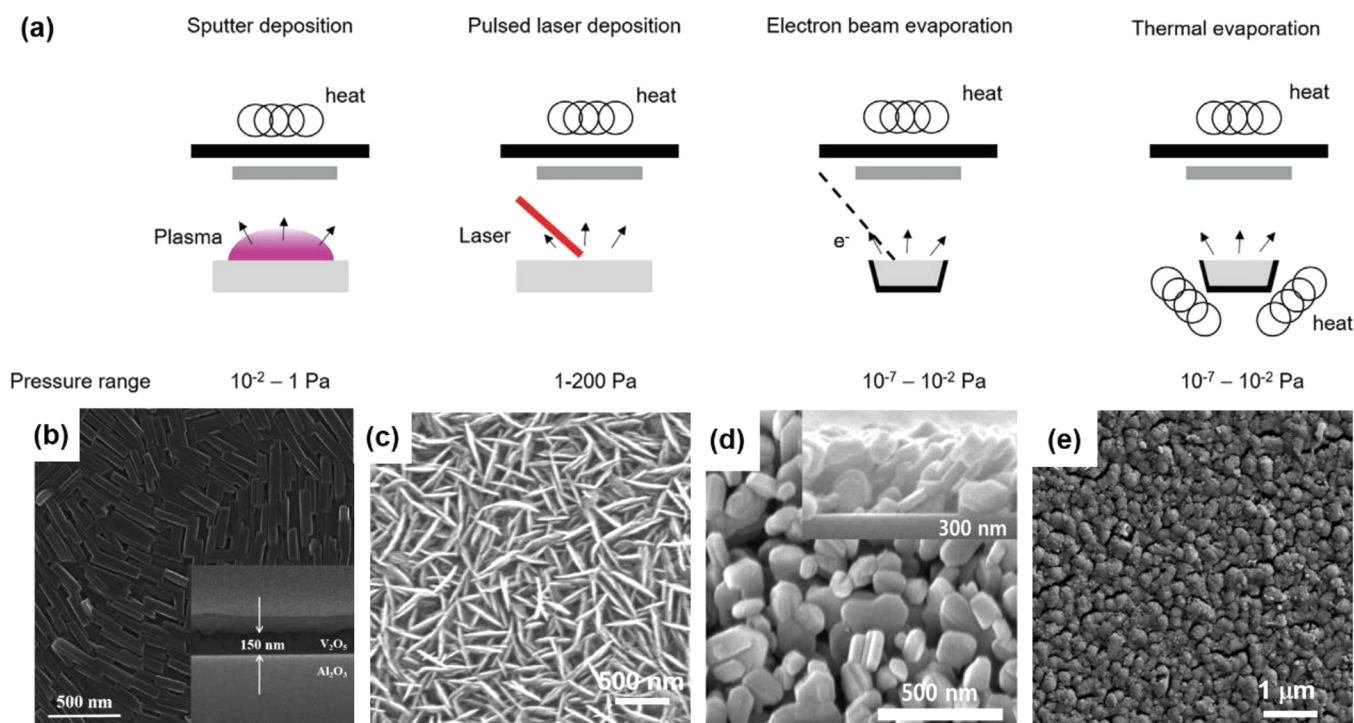 (a)
Sputter deposition
Pulsed laser deposition
Electron beam evaporation
Thermal evaporation
heat
heat
heat
heat
Plasma
Laser
e⁻
heat
Pressure range
10⁻² – 1 Pa
1-200 Pa
10⁻⁷ – 10⁻² Pa
10⁻⁷ – 10⁻² Pa
(b)
150 nm
V₂O₅
Al₂O₃
500 nm
(c)
500 nm
(d)
300 nm
500 nm
(e)
1 μm